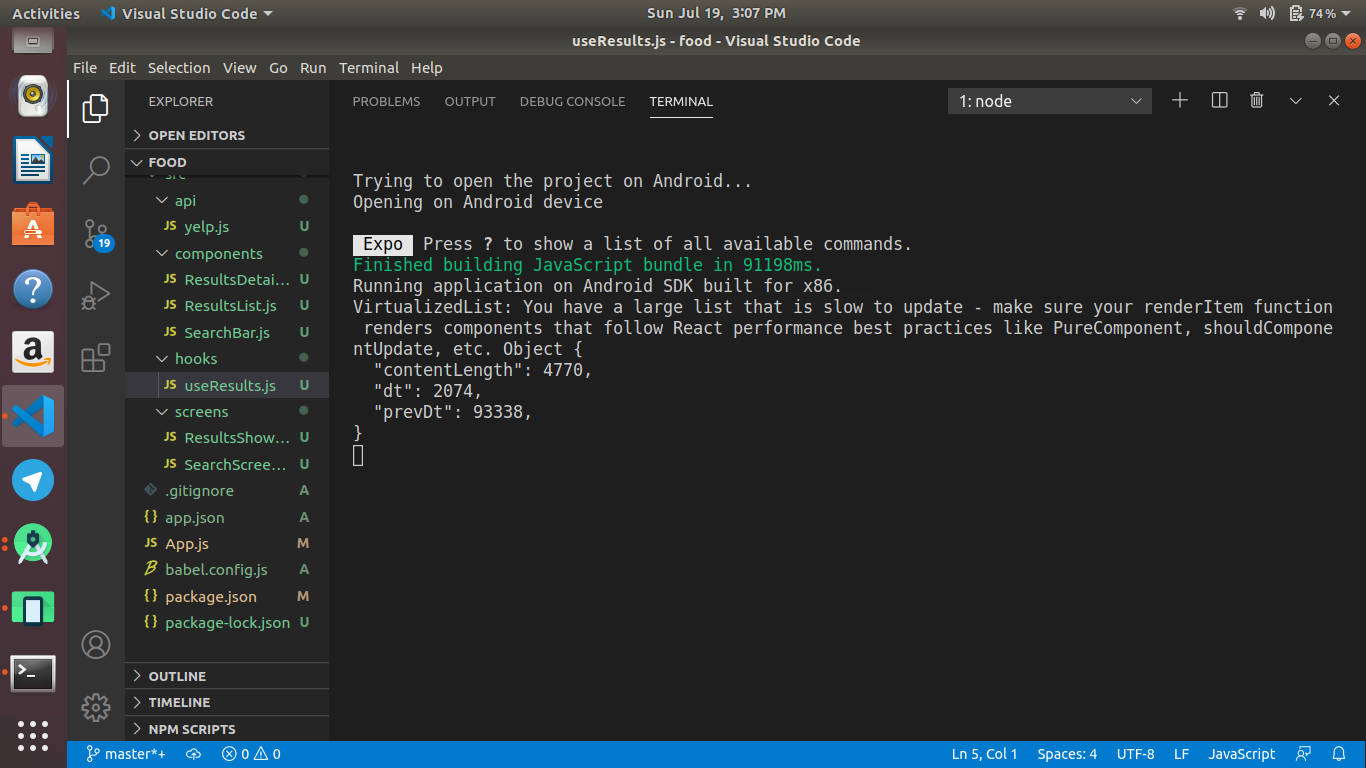 Activities
Visual Studio Code
Sun Jul 19, 3:07 PM
74 %
useResults.js - food - Visual Studio Code
File Edit Selection View Go Run Terminal Help
EXPLORER
OPEN EDITORS
FOOD
src
api
JS yelp.js U
components
JS ResultsDetai... U
JS ResultsList.js U
JS SearchBar.js U
hooks
JS useResults.js U
screens
JS ResultsShow... U
JS SearchScree... U
.gitignore A
{} app.json A
JS App.js M
babel.config.js A
{} package.json M
{} package-lock.json U
OUTLINE
TIMELINE
NPM SCRIPTS
19
PROBLEMS OUTPUT DEBUG CONSOLE TERMINAL
1: node
Trying to open the project on Android...
Opening on Android device
Expo Press ? to show a list of all available commands.
Finished building JavaScript bundle in 91198ms.
Running application on Android SDK built for x86.
VirtualizedList: You have a large list that is slow to update - make sure your renderItem function
renders components that follow React performance best practices like PureComponent, shouldCompone
ntUpdate, etc. Object {
"contentLength": 4770,
"dt": 2074,
"prevDt": 93338,
}
master*+
0
0
Ln 5, Col 1
Spaces: 4
UTF-8
LF
JavaScript